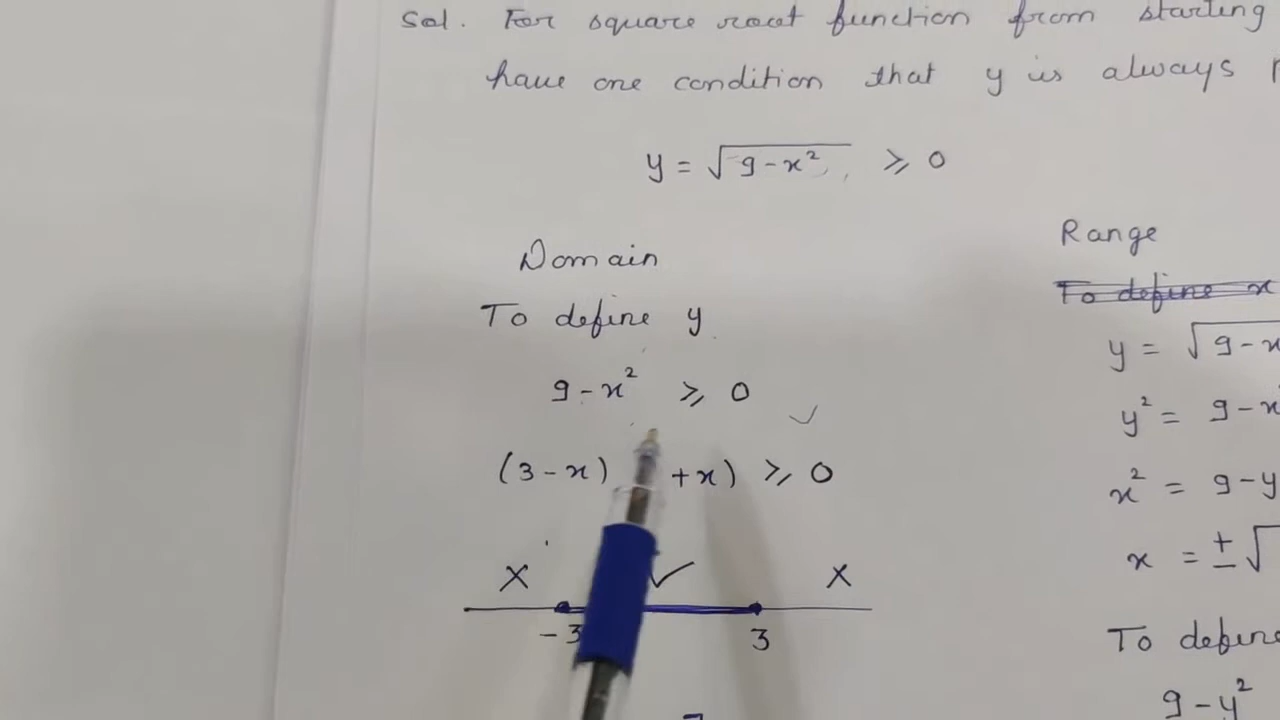 Sol. For square root function from starting
have one condition that y is always
y = √9-x² ≥ 0
Domain
To define y
9-x² ≥ 0
(3-x) +x) ≥ 0
X ✓ X
-3 3
Range
To define x
y = √9-x
y² = 9-x
x² = 9-y
x = ±√
To define
9-y²